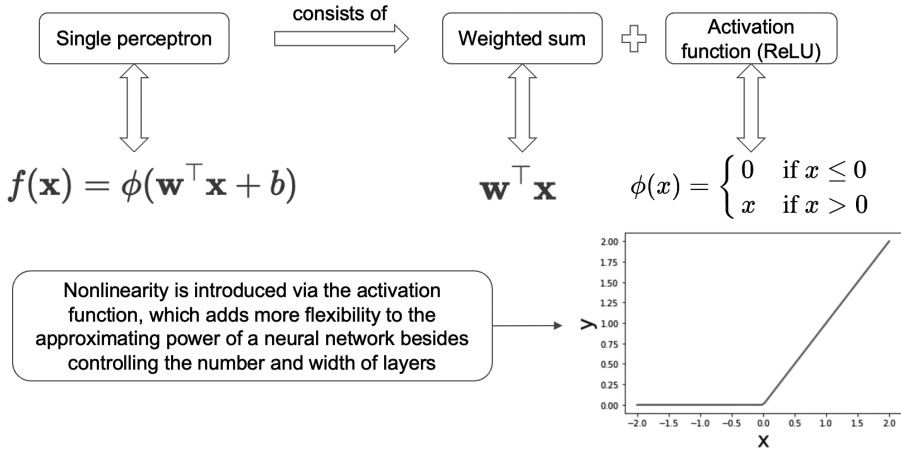 consists of
Single perceptron
Weighted sum
Activation
function (ReLU)
f(x) = ϕ(w⊤x + b)
w⊤x
ϕ(x) = { 0 if x ≤ 0
x if x > 0
Nonlinearity is introduced via the activation
function, which adds more flexibility to the
approximating power of a neural network besides
controlling the number and width of layers
2.00
1.75
1.50
1.25
1.00
0.75
0.50
0.25
0.00
y
−2.0 −1.5 −1.0 −0.5 0.0 0.5 1.0 1.5 2.0
x